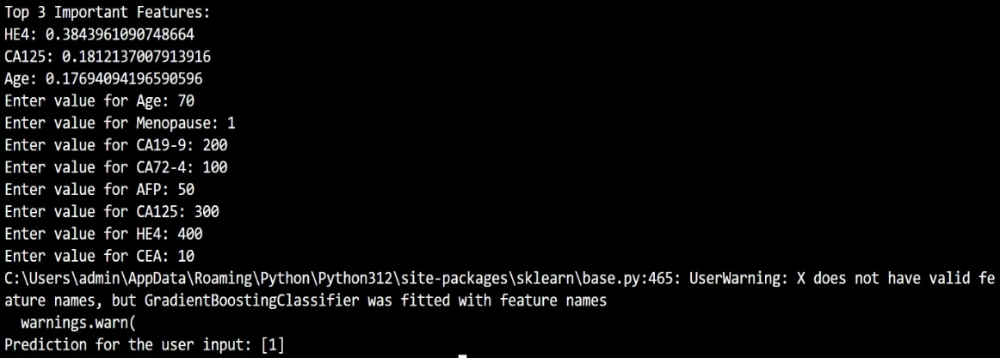 Top 3 Important Features:
HE4: 0.3843961090748664
CA125: 0.1812137007913916
Age: 0.17694094196590596
Enter value for Age: 70
Enter value for Menopause: 1
Enter value for CA19-9: 200
Enter value for CA72-4: 100
Enter value for AFP: 50
Enter value for CA125: 300
Enter value for HE4: 400
Enter value for CEA: 10
C:\Users\admin\AppData\Roaming\Python\Python312\site-packages\sklearn\base.py:465: UserWarning: X does not have valid fe
ature names, but GradientBoostingClassifier was fitted with feature names
  warnings.warn(
Prediction for the user input: [1]